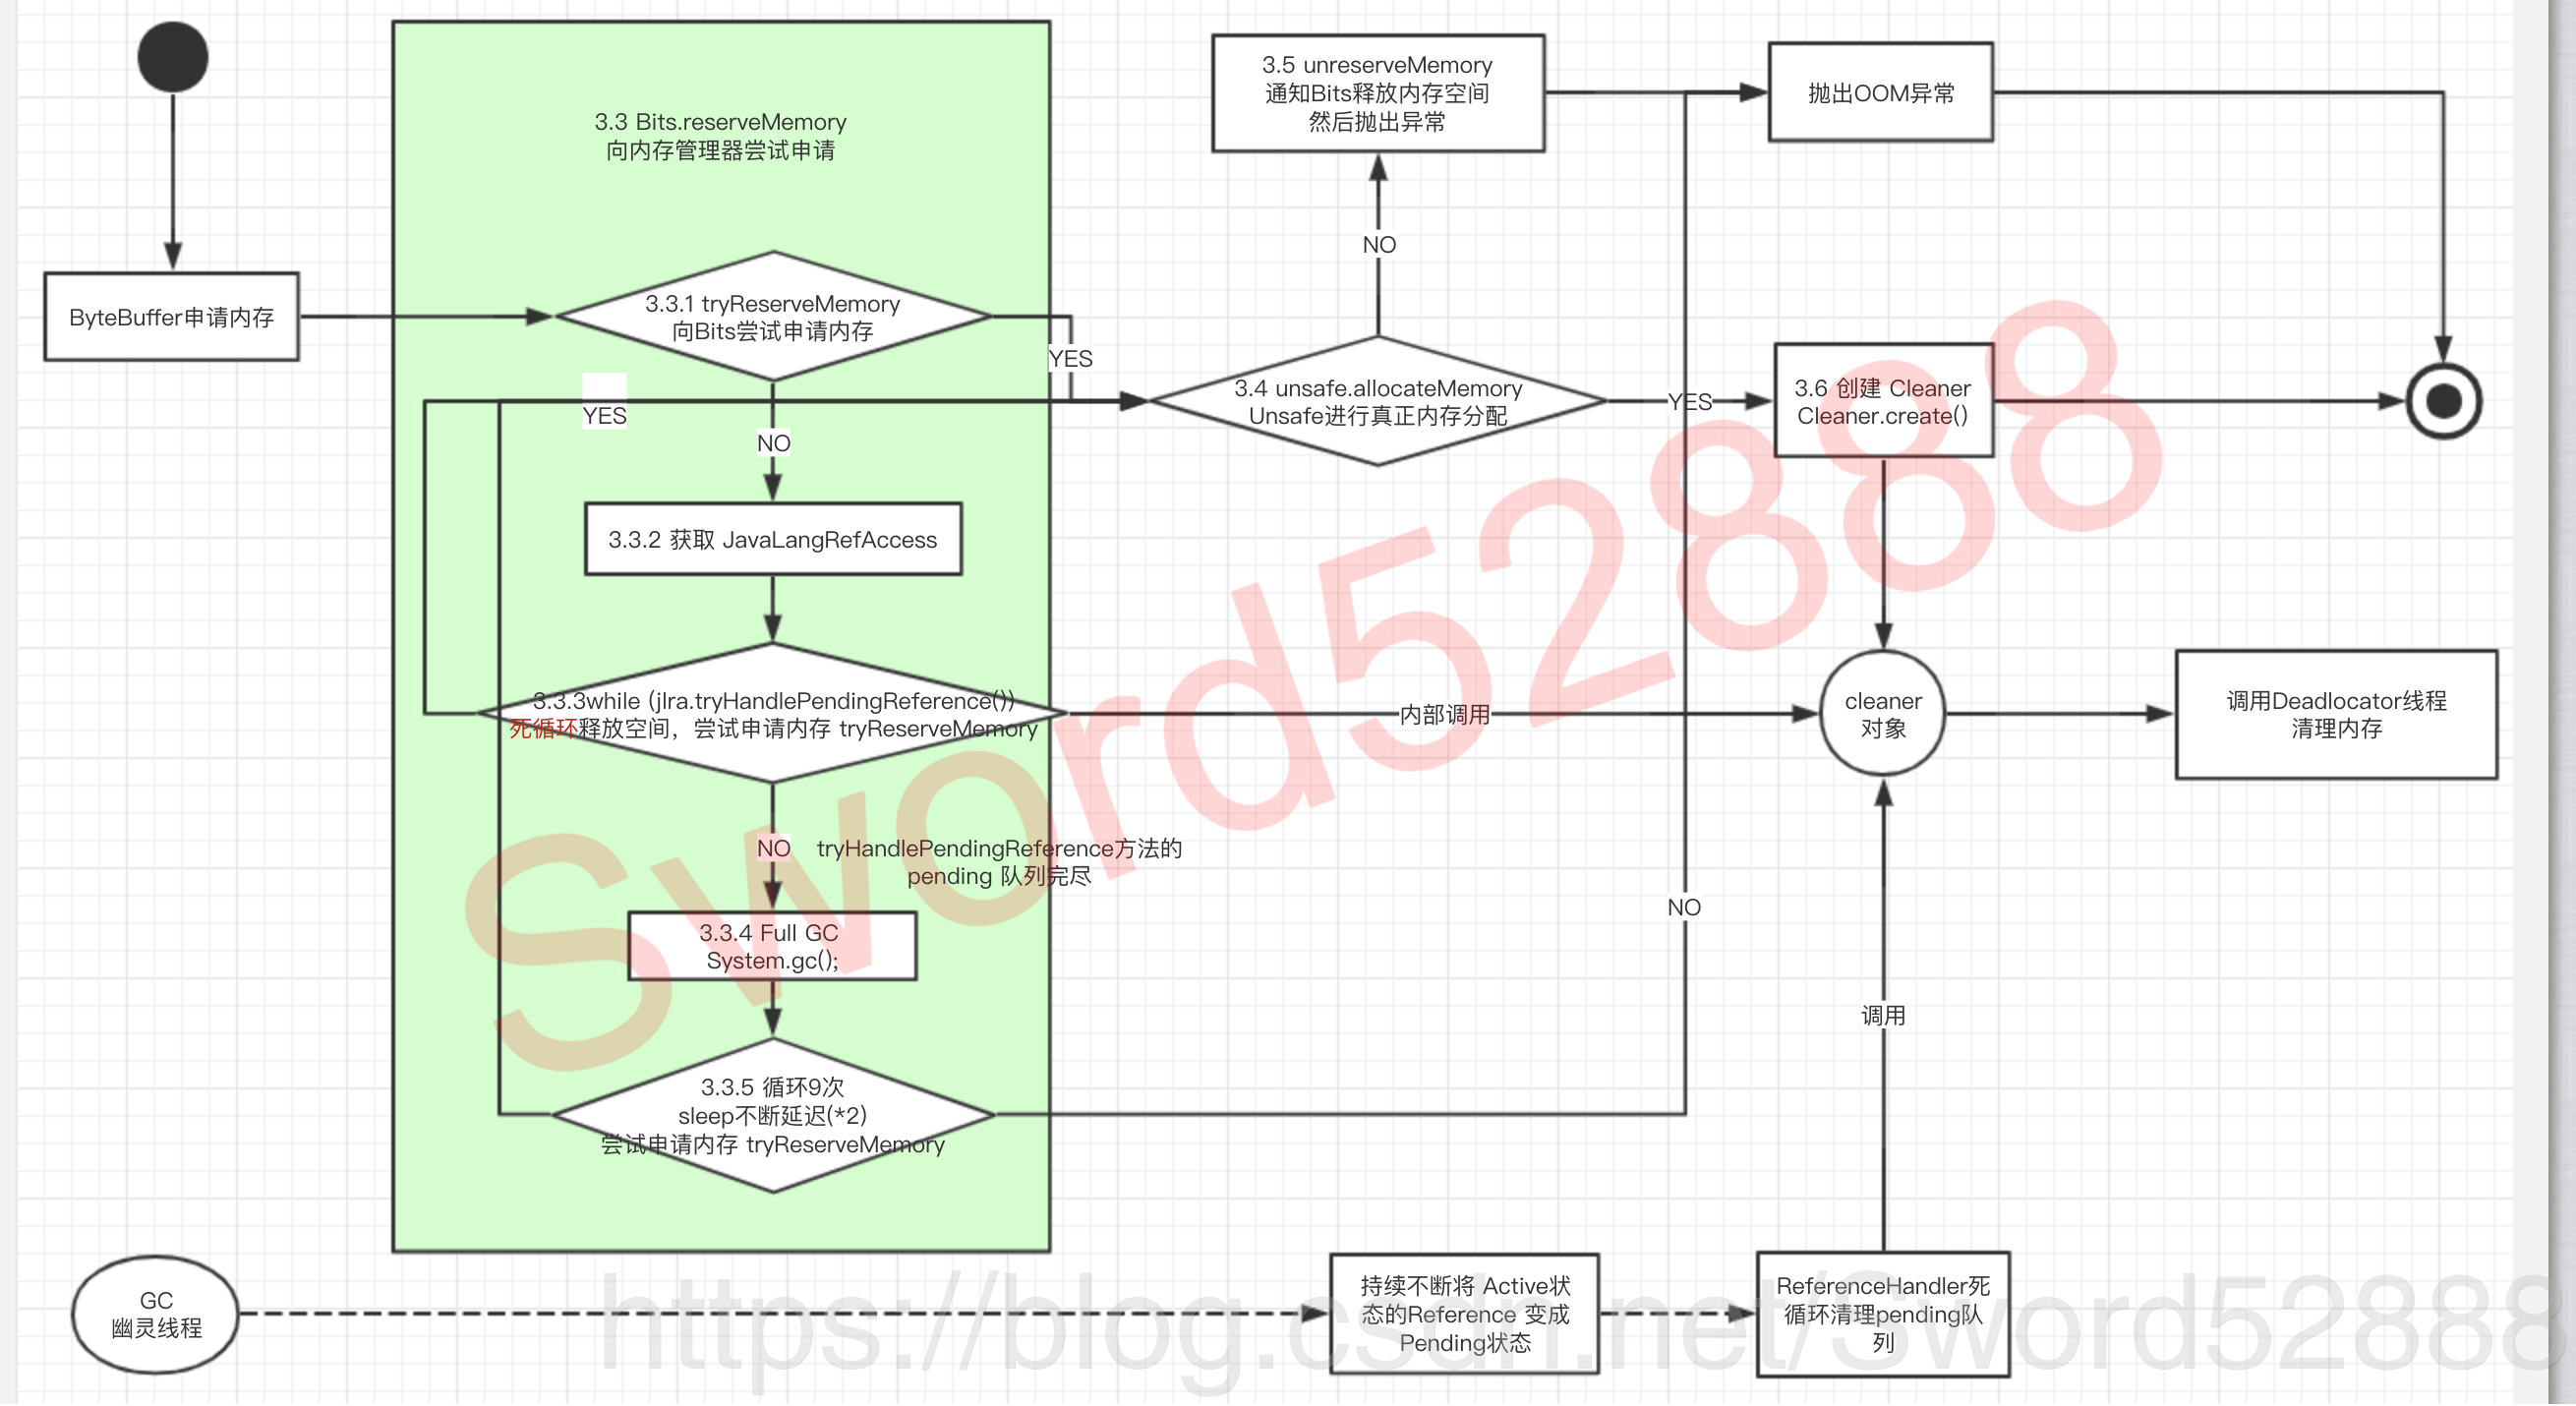 3.3 Bits.reserveMemory
向内存管理器尝试申请
3.5 unreserveMemory
通知Bits释放内存空间
然后抛出异常
抛出OOM异常
NO
ByteBuffer申请内存
3.3.1 tryReserveMemory
向Bits尝试申请内存
YES
YES
NO
3.4 unsafe.allocateMemory
Unsafe进行真正内存分配
YES
3.6 创建 Cleaner
Cleaner.create()
3.3.2 获取 JavaLangRefAccess
3.3.3while (jlra.tryHandlePendingReference())
死循环释放空间，尝试申请内存 tryReserveMemory
内部调用
cleaner
对象
调用Deadlocator线程
清理内存
NO
tryHandlePendingReference方法的
pending 队列完尽
NO
3.3.4 Full GC
System.gc();
调用
3.3.5 循环9次
sleep不断延迟(*2)
尝试申请内存 tryReserveMemory
GC
幽灵线程
持续不断将 Active状
态的Reference 变成
Pending状态
ReferenceHandler死
循环清理pending队
列
Sword52888
https://blog.csdn.net/Sword52888